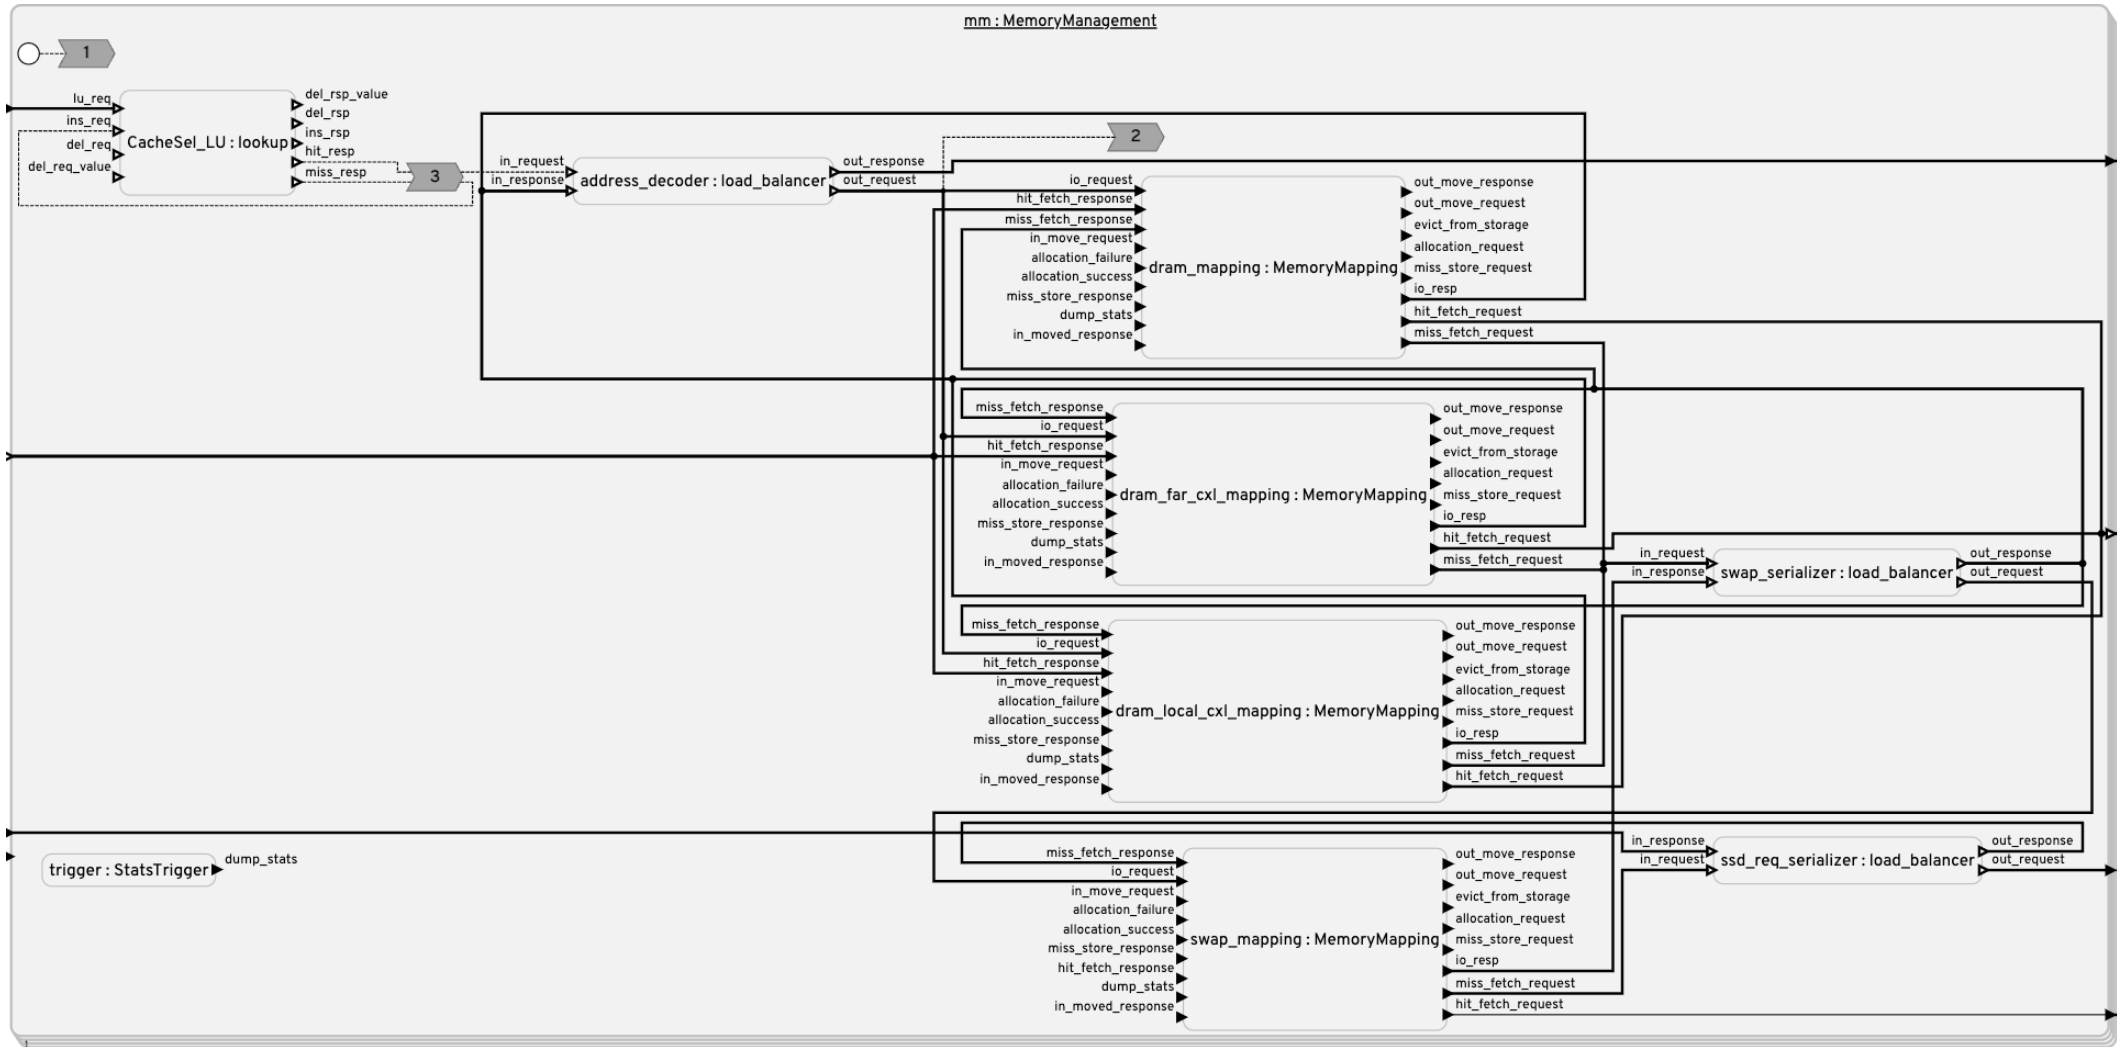 mm : MemoryManagement
1
lu_req
ins_req
del_req
del_req_value
CacheSel_LU : lookup
del_rsp_value
del_rsp
ins_rsp
hit_resp
miss_resp
3
2
in_request
in_response
address_decoder : load_balancer
out_response
out_request
io_request
hit_fetch_response
miss_fetch_response
in_move_request
allocation_failure
allocation_success
miss_store_response
dump_stats
in_moved_response
dram_mapping : MemoryMapping
out_move_response
out_move_request
evict_from_storage
allocation_request
miss_store_request
io_resp
hit_fetch_request
miss_fetch_request
miss_fetch_response
io_request
hit_fetch_response
in_move_request
allocation_failure
allocation_success
miss_store_response
dump_stats
in_moved_response
dram_far_cxl_mapping : MemoryMapping
out_move_response
out_move_request
evict_from_storage
allocation_request
miss_store_request
io_resp
hit_fetch_request
miss_fetch_request
in_request
in_response
swap_serializer : load_balancer
out_response
out_request
miss_fetch_response
io_request
hit_fetch_response
in_move_request
allocation_failure
allocation_success
miss_store_response
dump_stats
in_moved_response
dram_local_cxl_mapping : MemoryMapping
out_move_response
out_move_request
evict_from_storage
allocation_request
miss_store_request
io_resp
miss_fetch_request
hit_fetch_request
trigger : StatsTrigger
dump_stats
miss_fetch_response
io_request
in_move_request
allocation_failure
allocation_success
miss_store_response
hit_fetch_response
dump_stats
in_moved_response
swap_mapping : MemoryMapping
out_move_response
out_move_request
evict_from_storage
allocation_request
miss_store_request
io_resp
miss_fetch_request
hit_fetch_request
in_response
in_request
ssd_req_serializer : load_balancer
out_response
out_request